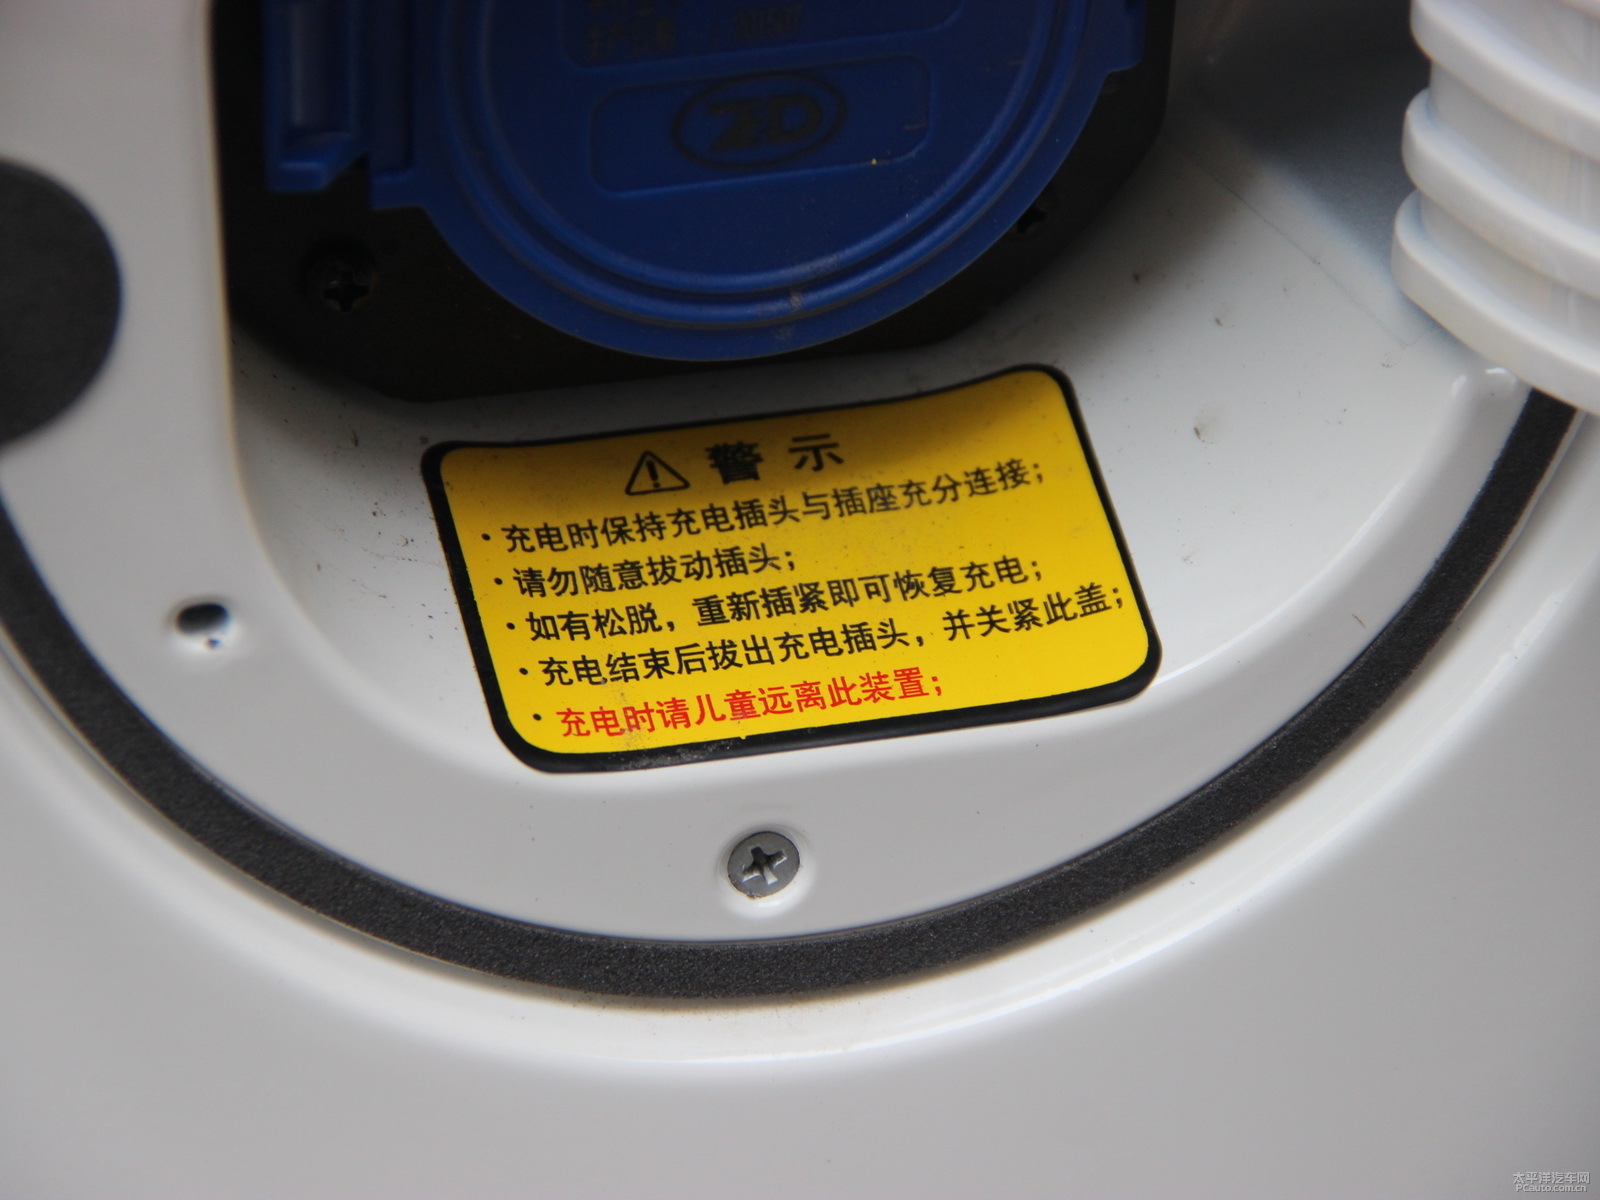 ZD
⚠ 警示
·充电时保持充电插头与插座充分连接；
·请勿随意拔动插头；
·如有松脱，重新插紧即可恢复充电；
·充电结束后拔出充电插头，并关紧此盖；
·充电时请儿童远离此装置；
太平洋汽车网
PCauto.com.cn